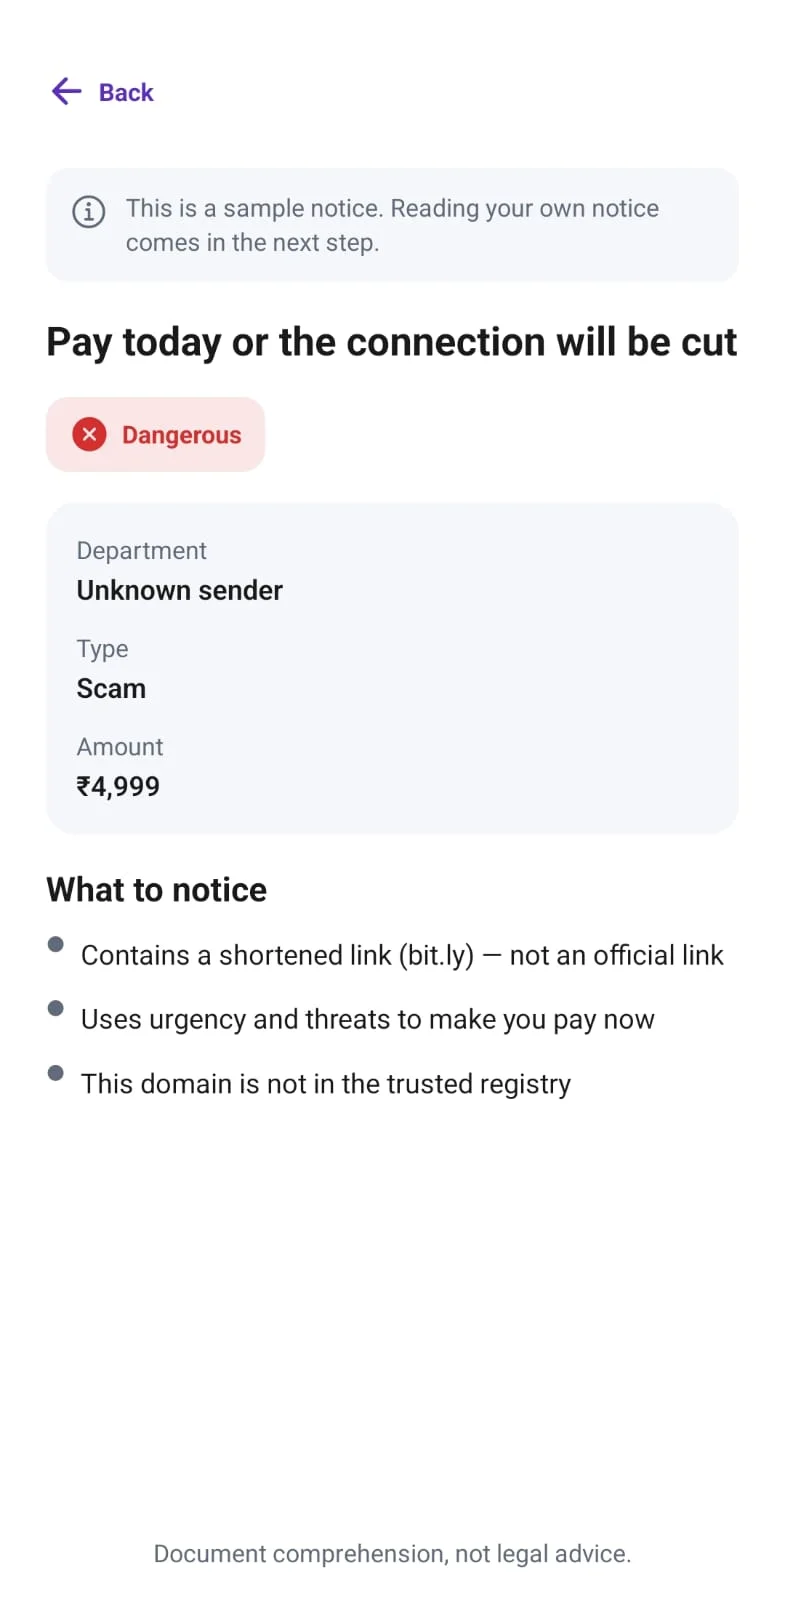 Back
This is a sample notice. Reading your own notice
comes in the next step.
Pay today or the connection will be cut
Dangerous
Department
Unknown sender
Type
Scam
Amount
₹4,999
What to notice
Contains a shortened link (bit.ly) — not an official link
Uses urgency and threats to make you pay now
This domain is not in the trusted registry
Document comprehension, not legal advice.